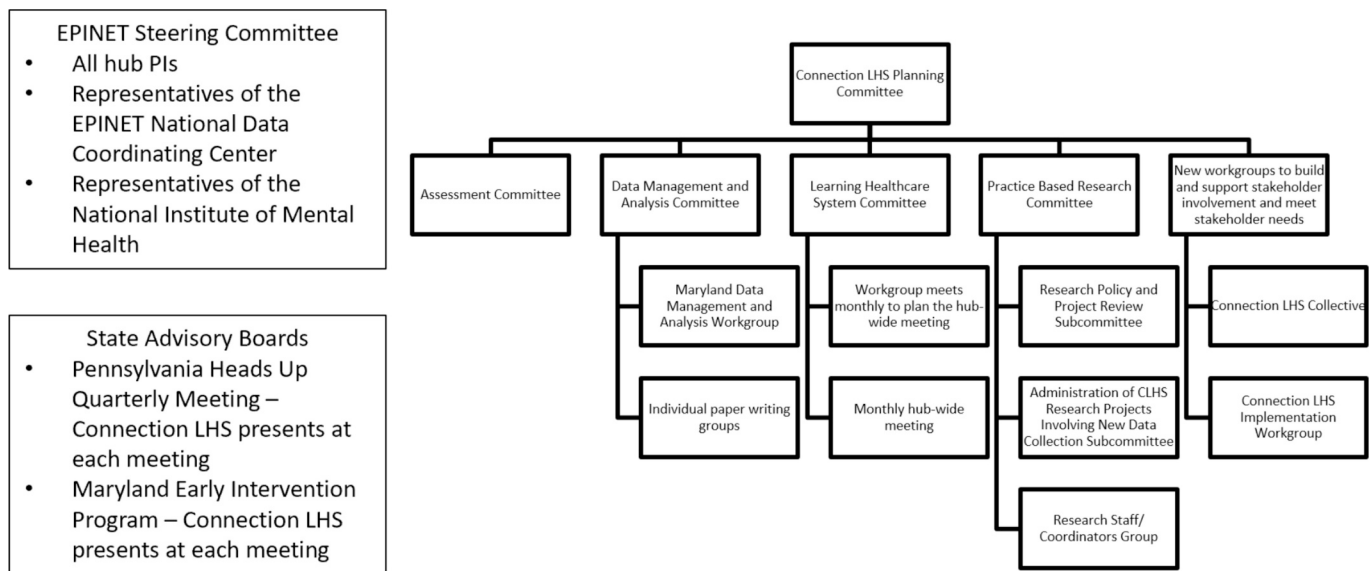 EPINET Steering Committee
• All hub PIs
• Representatives of the
EPINET National Data
Coordinating Center
• Representatives of the
National Institute of Mental
Health
State Advisory Boards
• Pennsylvania Heads Up
Quarterly Meeting –
Connection LHS presents at
each meeting
• Maryland Early Intervention
Program – Connection LHS
presents at each meeting
Connection LHS Planning
Committee
Assessment Committee
Data Management and
Analysis Committee
Maryland Data
Management and
Analysis Workgroup
Individual paper writing
groups
Learning Healthcare
System Committee
Workgroup meets
monthly to plan the hub-
wide meeting
Monthly hub-wide
meeting
Practice Based Research
Committee
Research Policy and
Project Review
Subcommittee
Administration of CLHS
Research Projects
Involving New Data
Collection Subcommittee
Research Staff/
Coordinators Group
New workgroups to build
and support stakeholder
involvement and meet
stakeholder needs
Connection LHS Collective
Connection LHS
Implementation
Workgroup